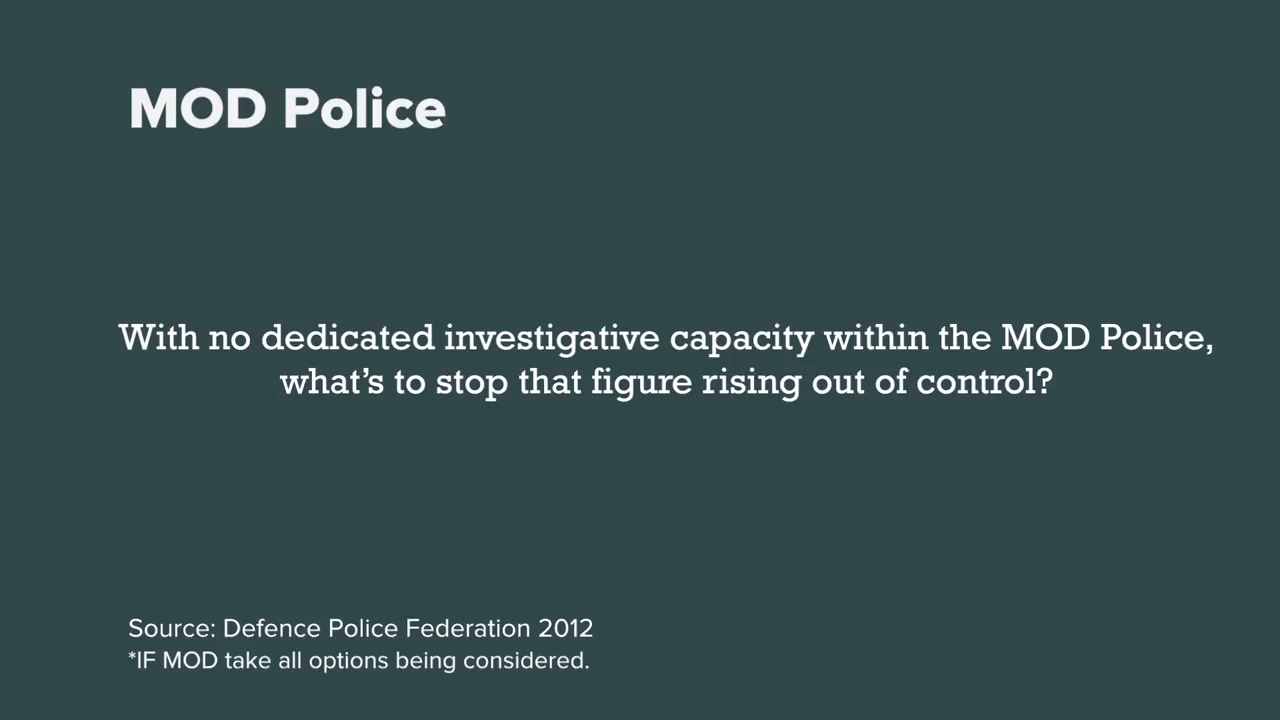 MOD Police
With no dedicated investigative capacity within the MOD Police,
what’s to stop that figure rising out of control?
Source: Defence Police Federation 2012
*IF MOD take all options being considered.